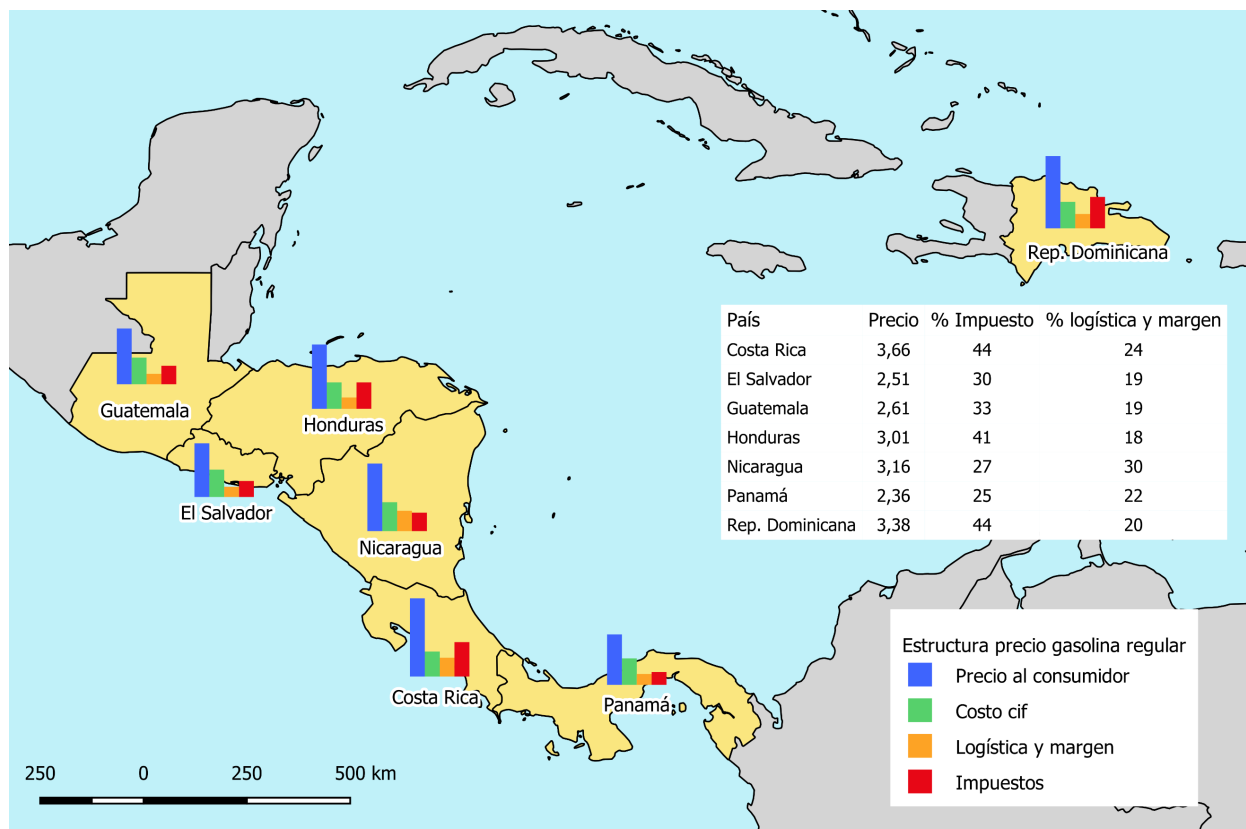 Rep. Dominicana
País Precio % Impuesto % logística y margen
Costa Rica 3,66 44 24
El Salvador 2,51 30 19
Guatemala 2,61 33 19
Honduras 3,01 41 18
Nicaragua 3,16 27 30
Panamá 2,36 25 22
Rep. Dominicana 3,38 44 20
Guatemala
Honduras
El Salvador
Nicaragua
Costa Rica
Panamá
Estructura precio gasolina regular
Precio al consumidor
Costo cif
Logística y margen
Impuestos
250 0 250 500 km